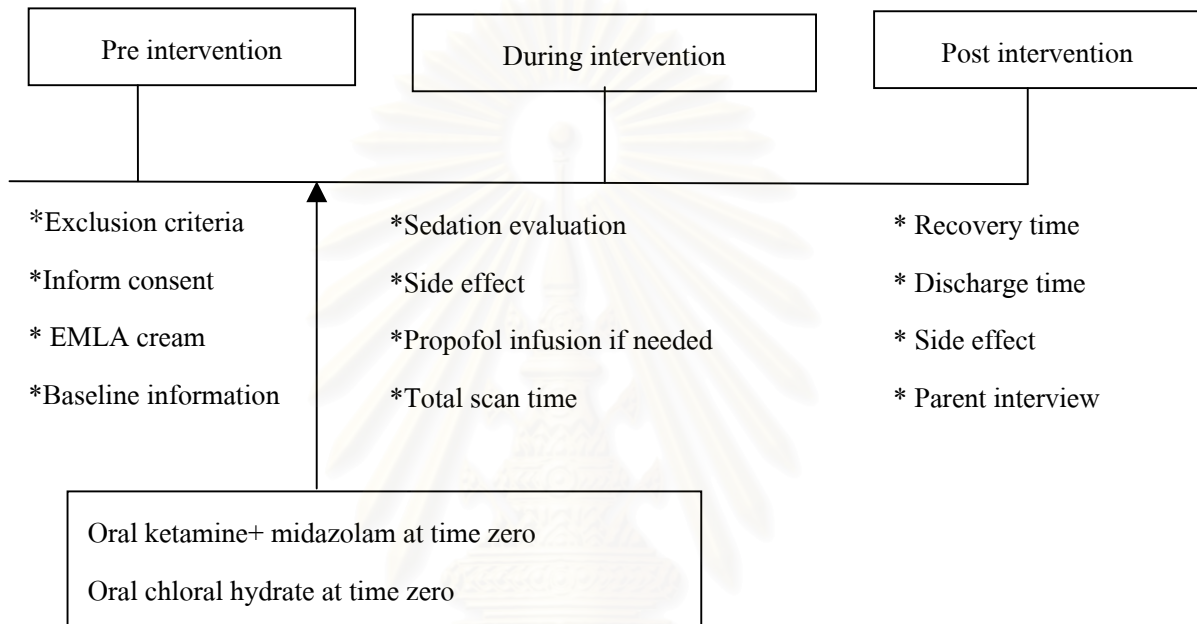 Pre intervention
During intervention
Post intervention
*Exclusion criteria
*Inform consent
* EMLA cream
*Baseline information
*Sedation evaluation
*Side effect
*Propofol infusion if needed
*Total scan time
* Recovery time
* Discharge time
* Side effect
* Parent interview
Oral ketamine+ midazolam at time zero
Oral chloral hydrate at time zero